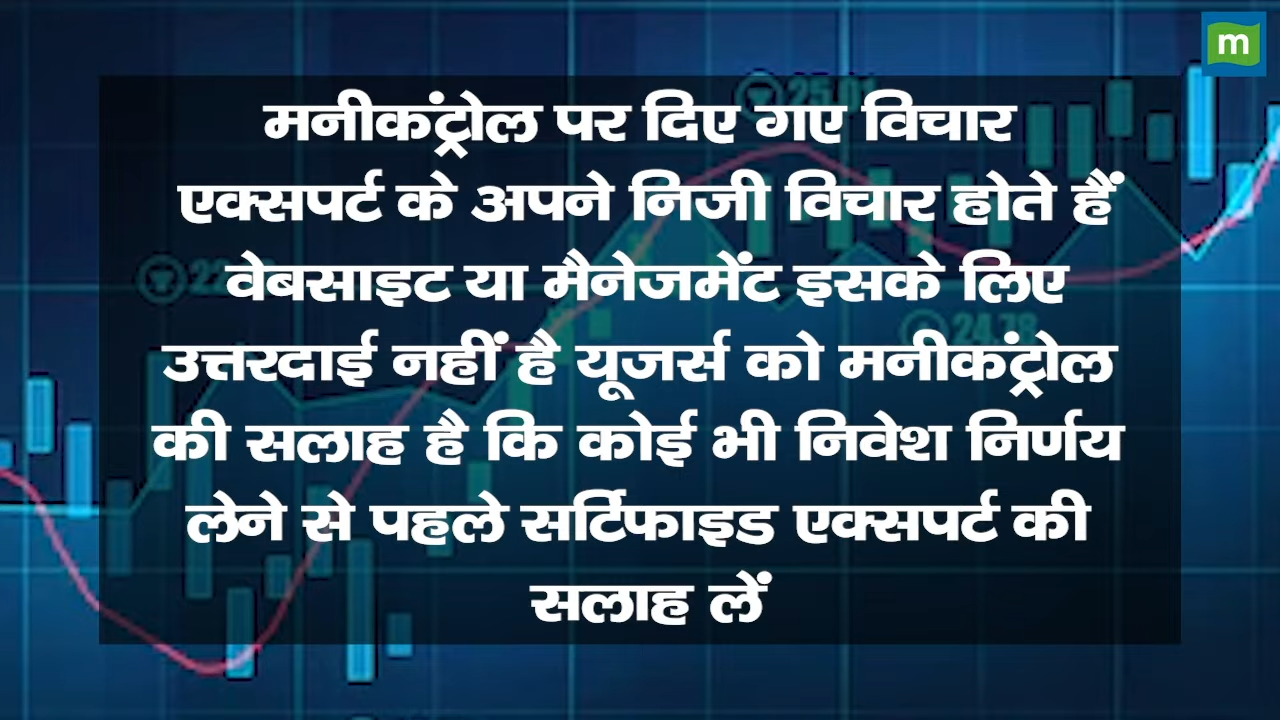 m
मनीकंट्रोल पर दिए गए विचार
एक्सपर्ट के अपने निजी विचार होते हैं
वेबसाइट या मैनेजमेंट इसके लिए
उत्तरदाई नहीं है यूजर्स को मनीकंट्रोल
की सलाह है कि कोई भी निवेश निर्णय
लेने से पहले सर्टिफाइड एक्सपर्ट की
सलाह लें